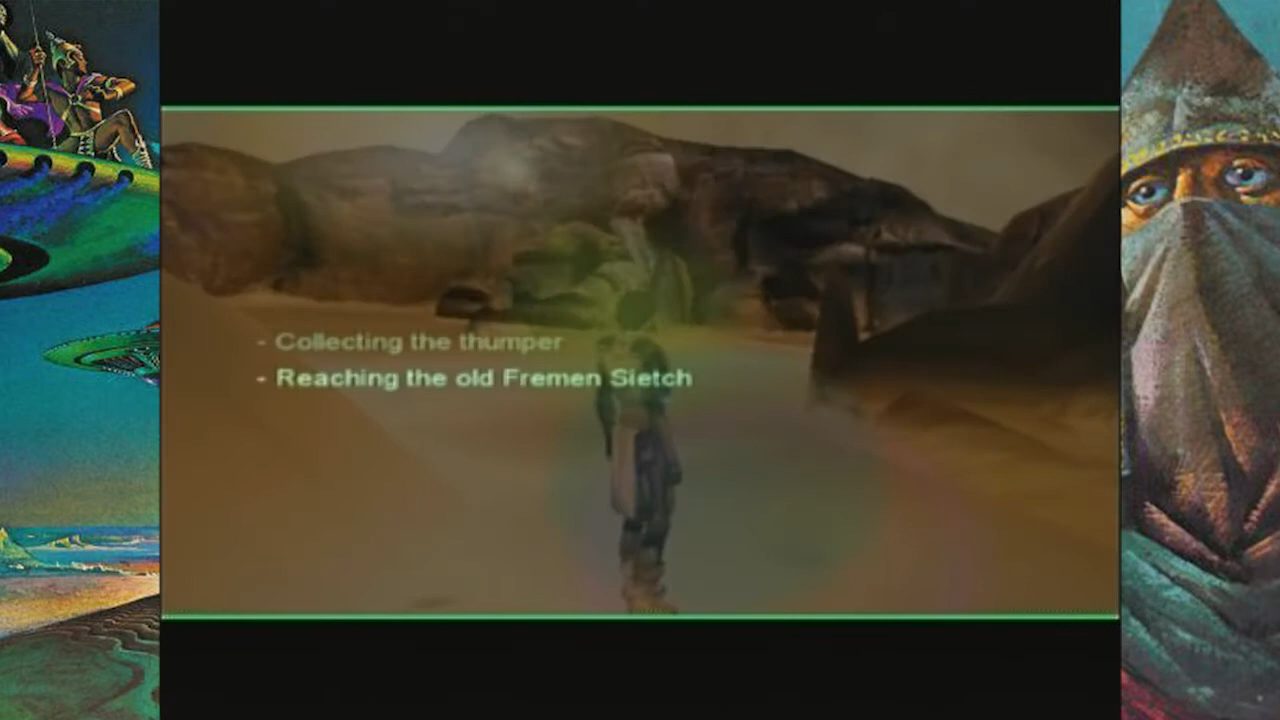 - Collecting the thumper
- Reaching the old Fremen Sietch